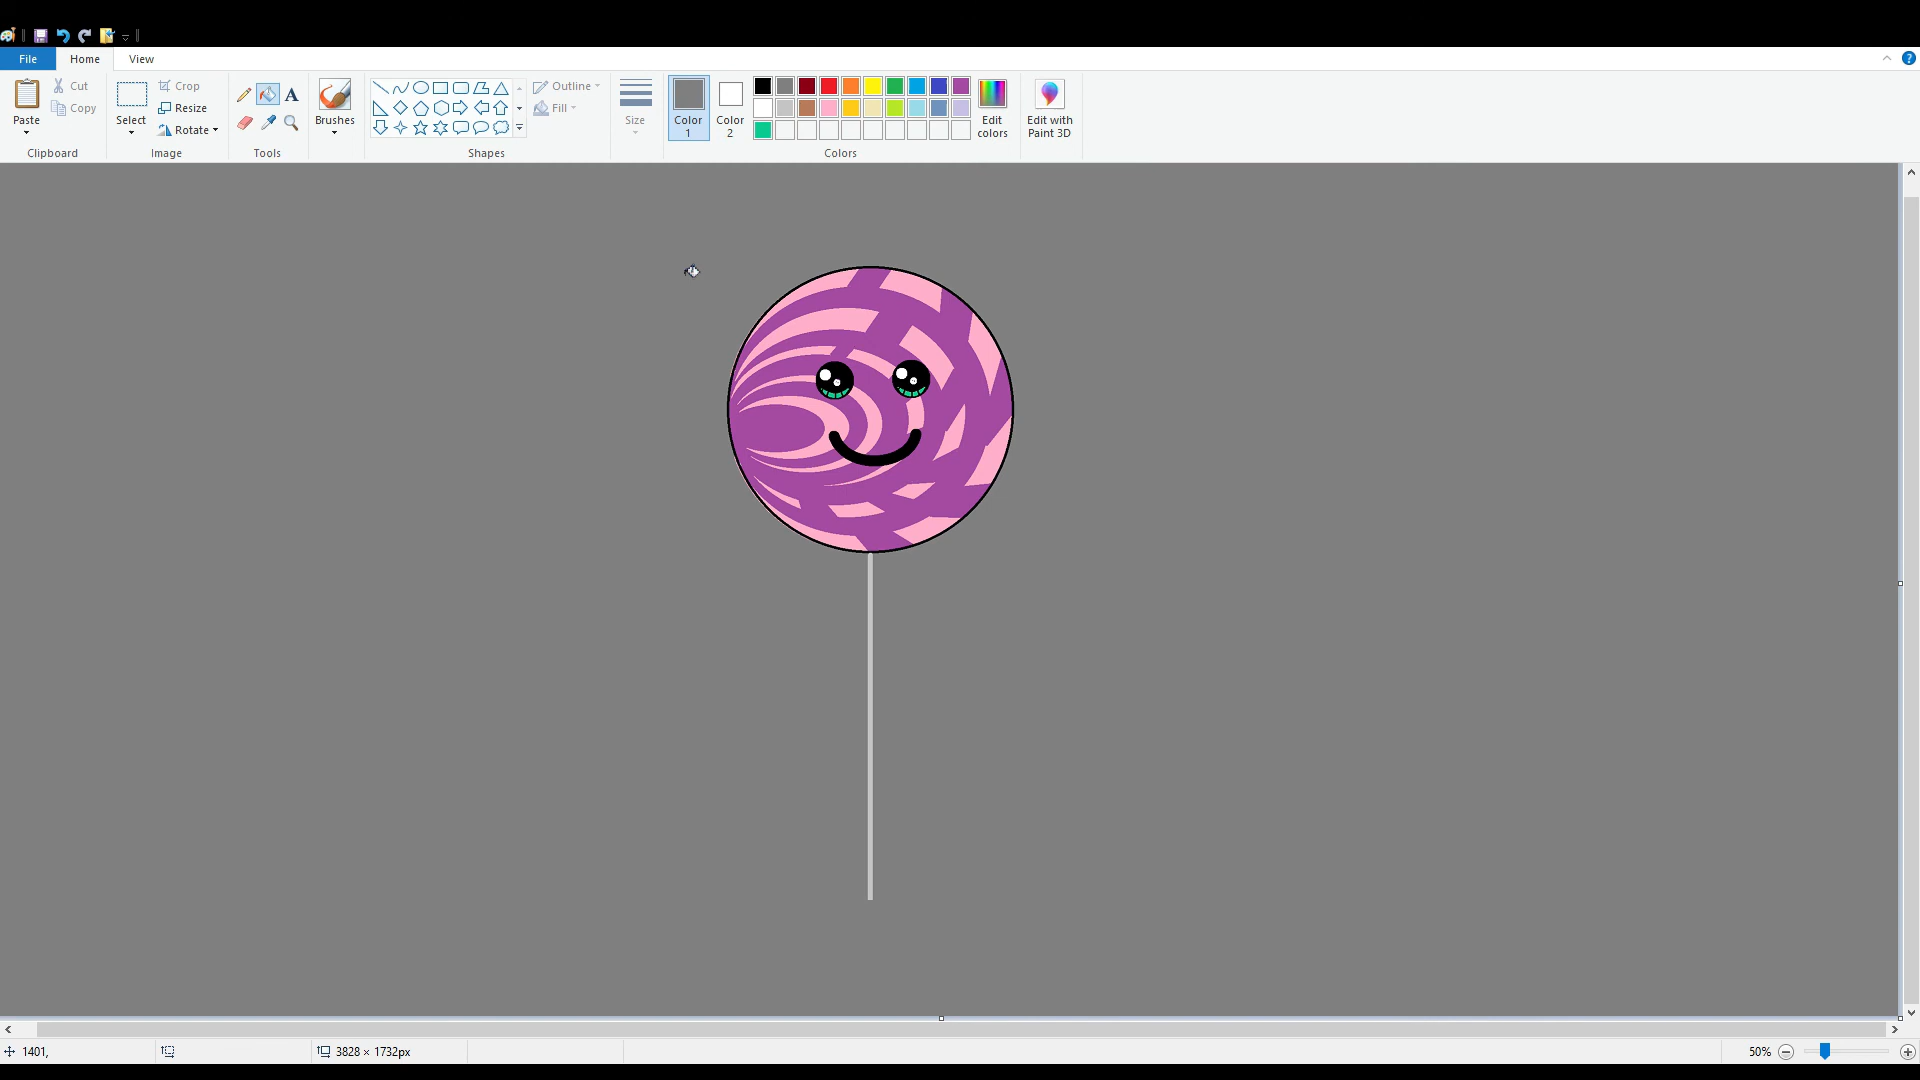 File Home View
Paste
Cut
Copy
Clipboard
Select
Crop
Resize
Rotate
Image
Tools
Brushes
Shapes
Outline
Fill
Size
Color 1
Color 2
Colors
Edit colors
Edit with Paint 3D
1401,
3828 × 1732px
50%